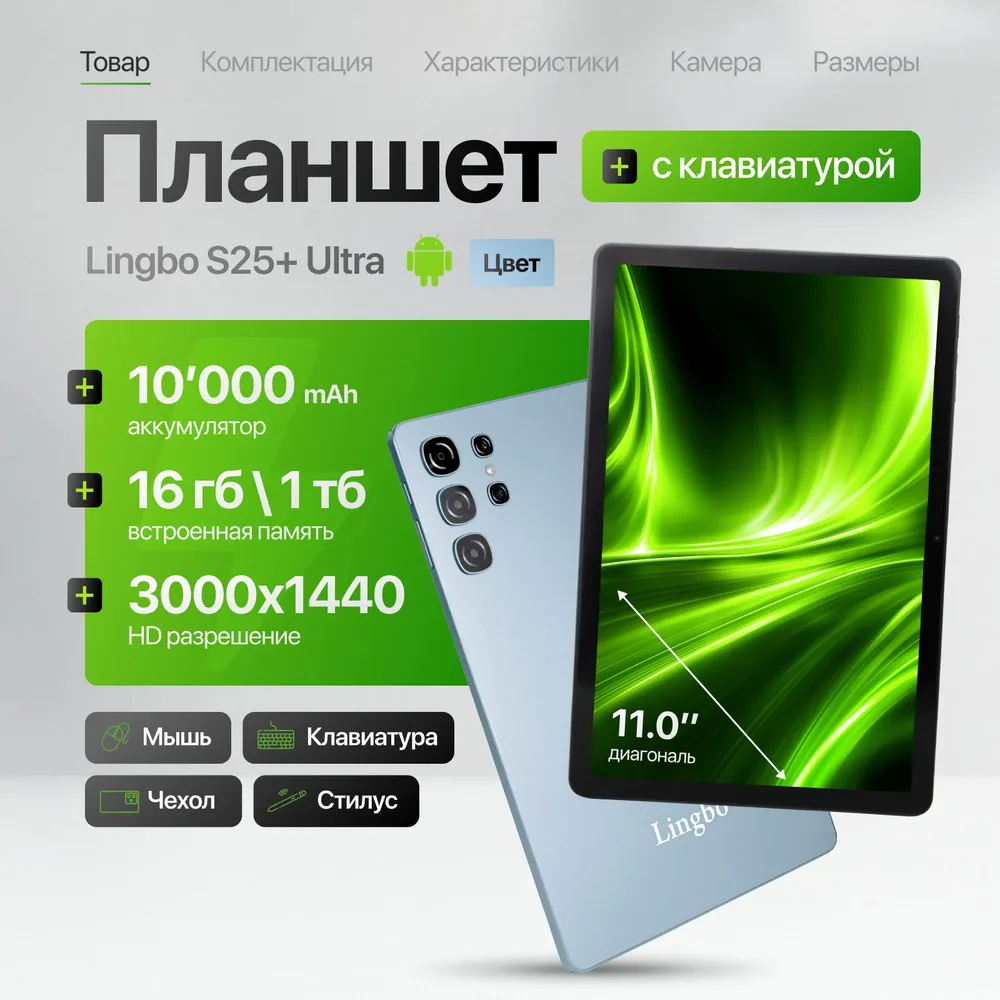 Товар Комплектация Характеристики Камера Размеры
Планшет
+ с клавиатурой
Lingbo S25+ Ultra
Цвет
+ 10’000 mAh
аккумулятор
+ 16 гб \ 1 тб
встроенная память
+ 3000x1440
HD разрешение
11.0’’
диагональ
Мышь
Клавиатура
Чехол
Стилус
Lingbo